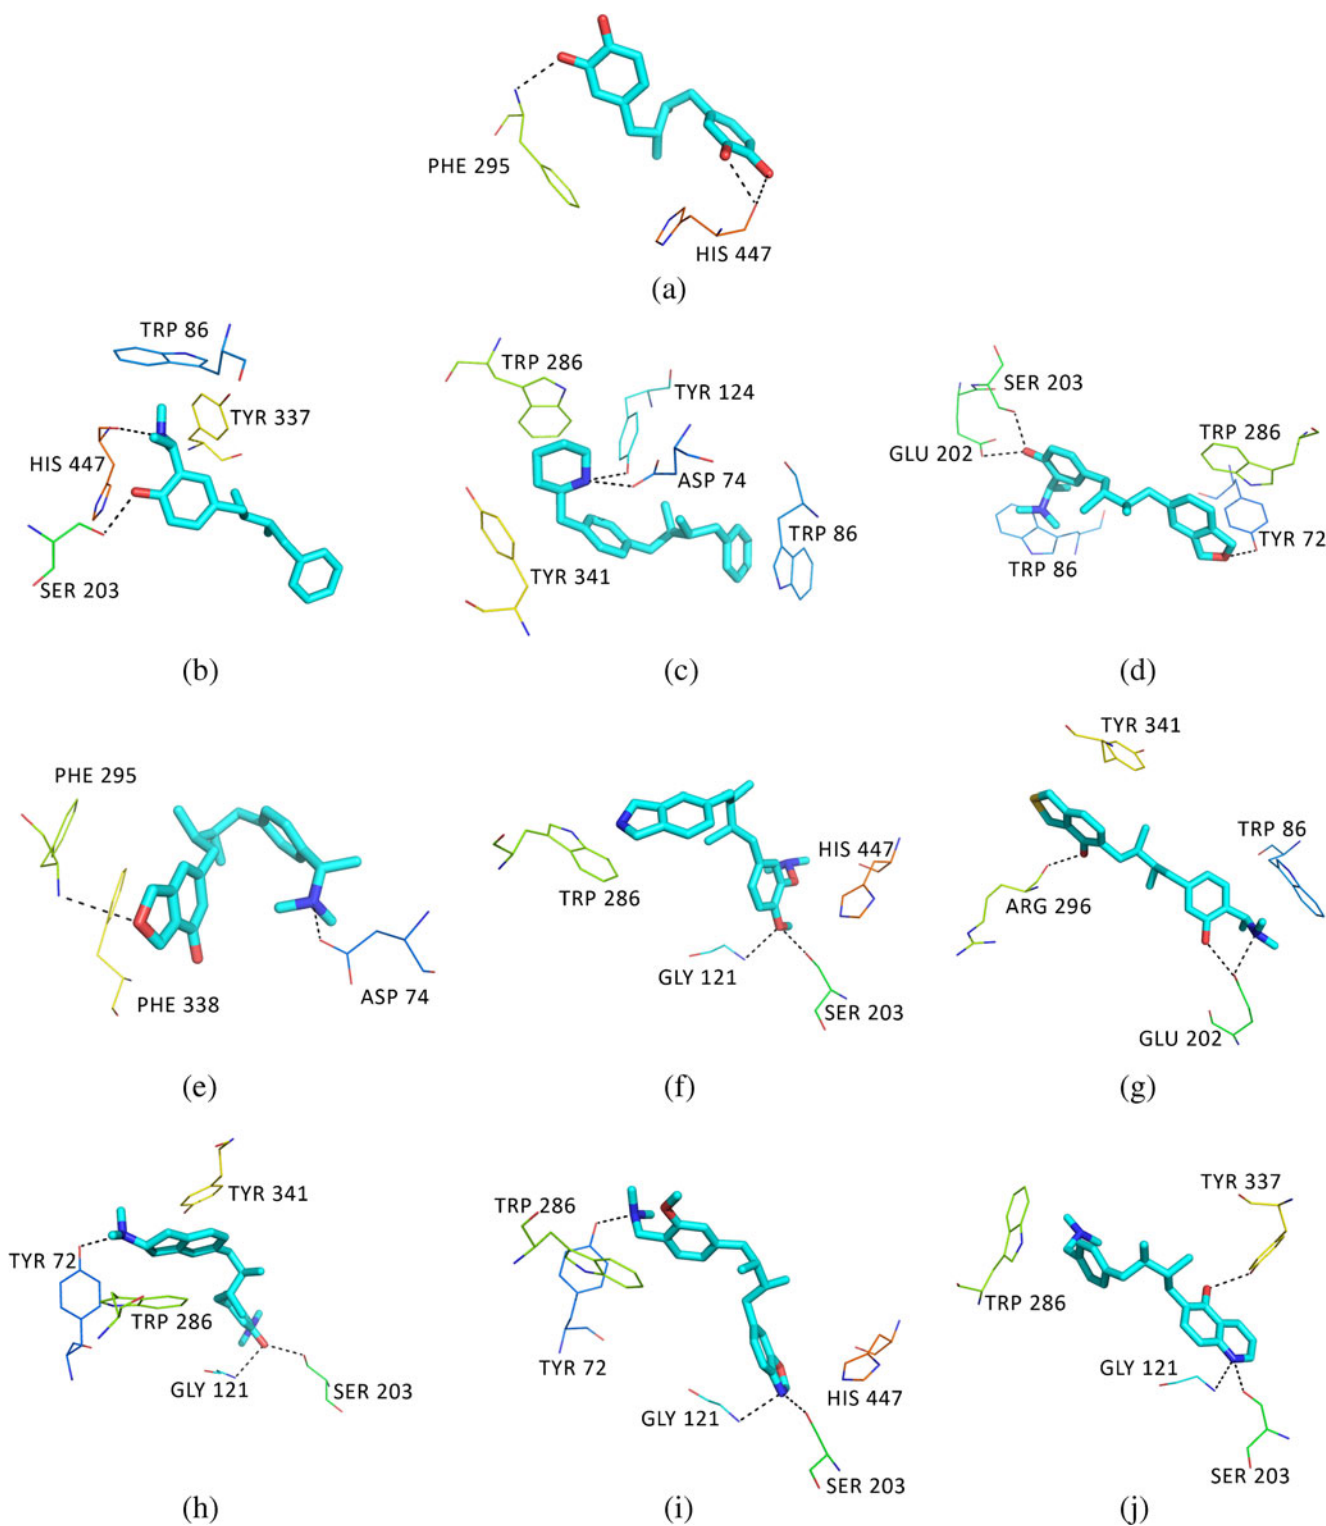 PHE 295
HIS 447
(a)
TRP 86
TYR 337
HIS 447
SER 203
(b)
TRP 286
TYR 124
ASP 74
TRP 86
TYR 341
(c)
SER 203
GLU 202
TRP 286
TYR 72
TRP 86
(d)
PHE 295
PHE 338
ASP 74
(e)
HIS 447
TRP 286
GLY 121
SER 203
(f)
TYR 341
TRP 86
ARG 296
GLU 202
(g)
TYR 341
TYR 72
TRP 286
GLY 121
SER 203
(h)
TRP 286
TYR 72
HIS 447
GLY 121
SER 203
(i)
TYR 337
TRP 286
GLY 121
SER 203
(j)